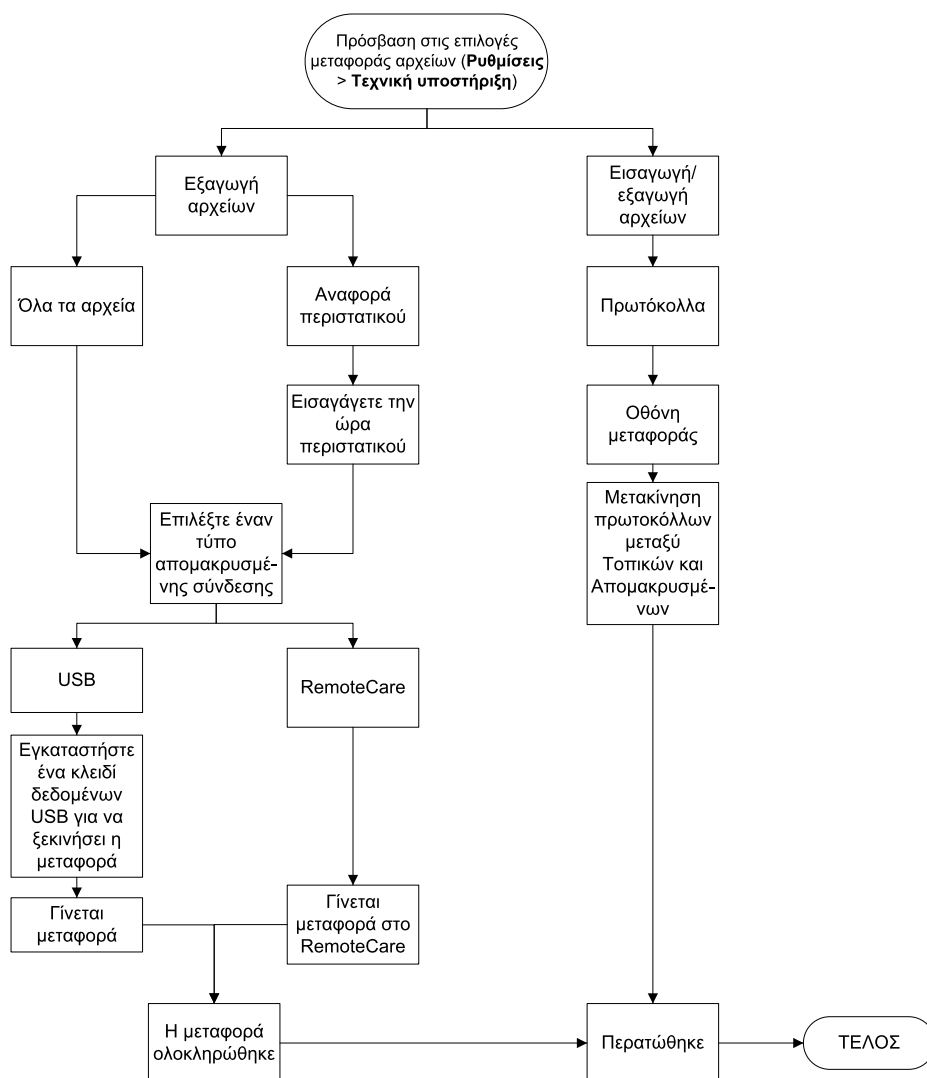 Πρόσβαση στις επιλογές
μεταφοράς αρχείων (Ρυθμίσεις
> Τεχνική υποστήριξη)
Εξαγωγή
αρχείων
Εισαγωγή/
εξαγωγή
αρχείων
Όλα τα αρχεία
Αναφορά
περιστατικού
Πρωτόκολλα
Εισαγάγετε την
ώρα
περιστατικού
Οθόνη
μεταφοράς
Επιλέξτε έναν
τύπο
απομακρυσμέ-
νης σύνδεσης
Μετακίνηση
πρωτοκόλλων
μεταξύ
Τοπικών και
Απομακρυσμέ-
νων
USB
RemoteCare
Εγκαταστήστε
ένα κλειδί
δεδομένων
USB για να
ξεκινήσει η
μεταφορά
Γίνεται
μεταφορά
Γίνεται
μεταφορά στο
RemoteCare
Η μεταφορά
ολοκληρώθηκε
Περατώθηκε
ΤΕΛΟΣ